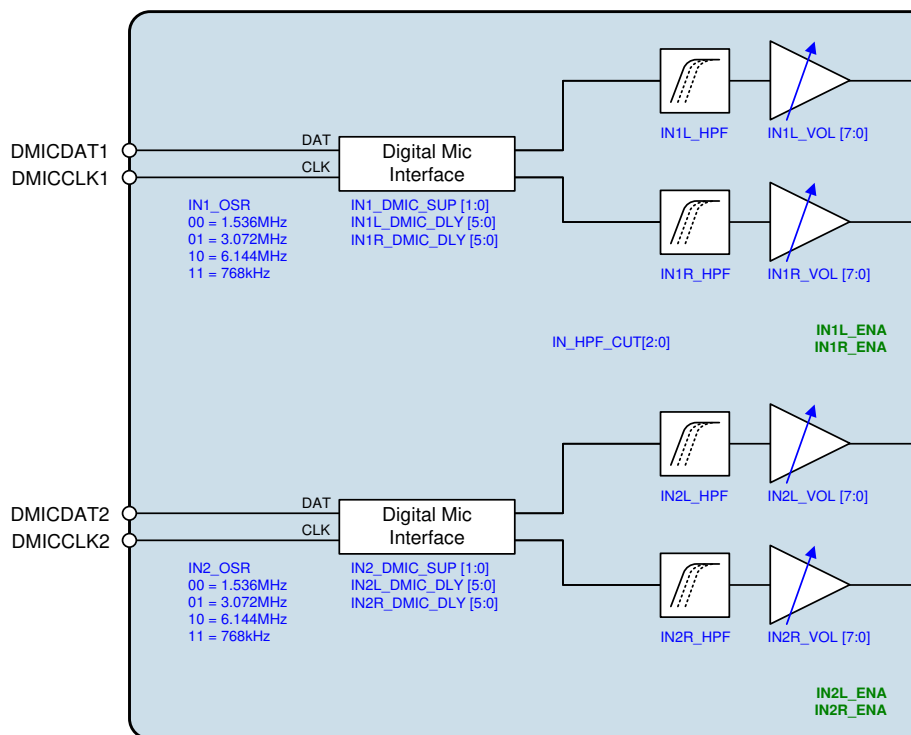 IN1L_HPF
IN1L_VOL [7:0]
DMICDAT1
DMICCLK1
DAT
CLK
Digital Mic
Interface
IN1_OSR
00 = 1.536MHz
01 = 3.072MHz
10 = 6.144MHz
11 = 768kHz
IN1_DMIC_SUP [1:0]
IN1L_DMIC_DLY [5:0]
IN1R_DMIC_DLY [5:0]
IN1R_HPF
IN1R_VOL [7:0]
IN_HPF_CUT[2:0]
IN1L_ENA
IN1R_ENA
IN2L_HPF
IN2L_VOL [7:0]
DMICDAT2
DMICCLK2
DAT
CLK
Digital Mic
Interface
IN2_OSR
00 = 1.536MHz
01 = 3.072MHz
10 = 6.144MHz
11 = 768kHz
IN2_DMIC_SUP [1:0]
IN2L_DMIC_DLY [5:0]
IN2R_DMIC_DLY [5:0]
IN2R_HPF
IN2R_VOL [7:0]
IN2L_ENA
IN2R_ENA